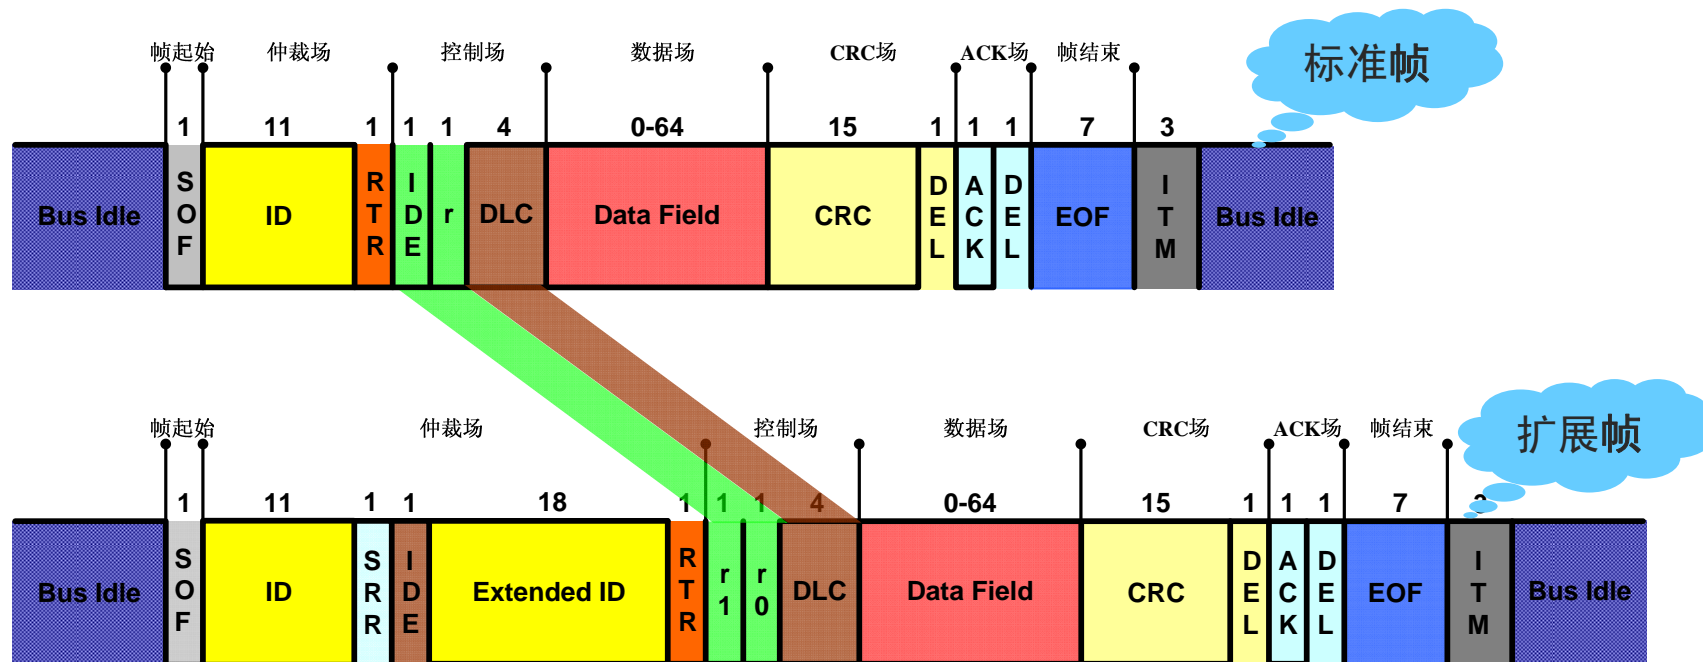 标准帧
帧起始 仲裁场 控制场 数据场 CRC场 ACK场 帧结束
1 11 1 1 1 4 0-64 15 1 1 1 7 3
Bus Idle SOF ID RTR IDE r DLC Data Field CRC DEL ACK DEL EOF ITM Bus Idle
扩展帧
帧起始 仲裁场 控制场 数据场 CRC场 ACK场 帧结束
1 11 1 1 18 1 1 1 4 0-64 15 1 1 1 7
Bus Idle SOF ID SRR IDE Extended ID RTR r1 r0 DLC Data Field CRC DEL ACK DEL EOF ITM Bus Idle